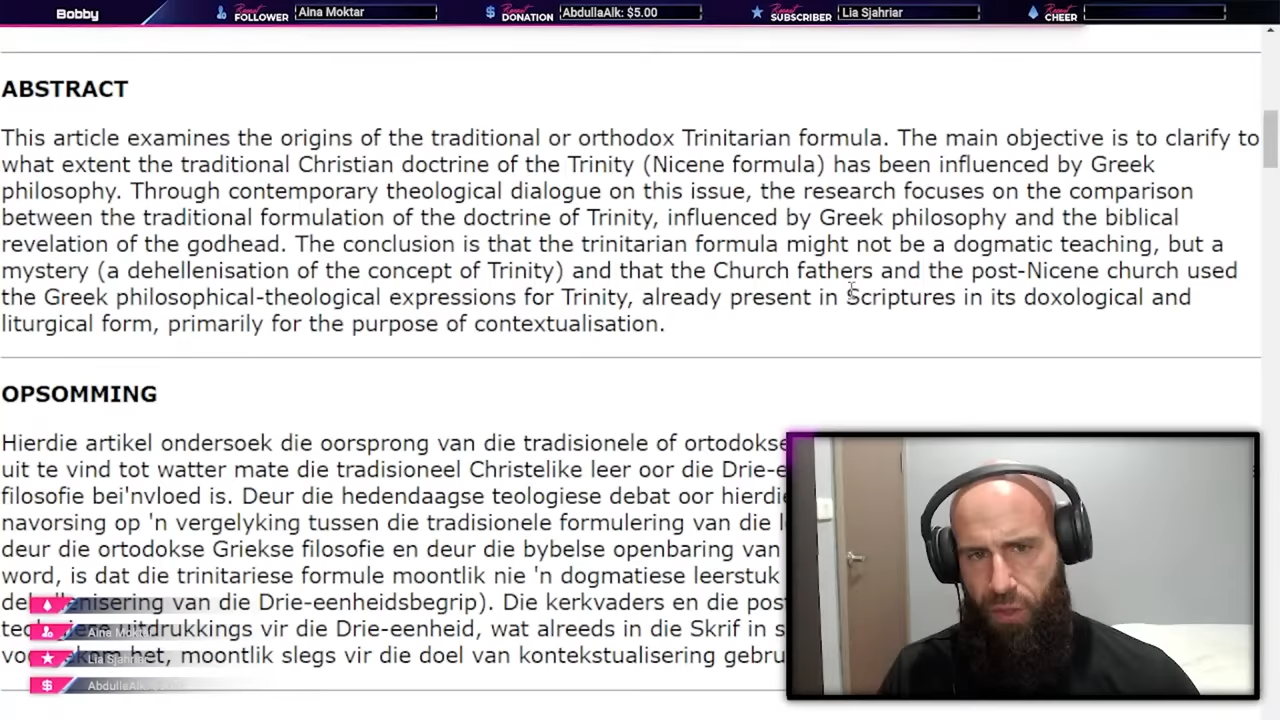 Bobby
Recent FOLLOWER Aina Moktar
Recent DONATION AbdullaAlk: $5.00
Recent SUBSCRIBER Lia Sjahriar
Recent CHEER
ABSTRACT
This article examines the origins of the traditional or orthodox Trinitarian formula. The main objective is to clarify to
what extent the traditional Christian doctrine of the Trinity (Nicene formula) has been influenced by Greek
philosophy. Through contemporary theological dialogue on this issue, the research focuses on the comparison
between the traditional formulation of the doctrine of Trinity, influenced by Greek philosophy and the biblical
revelation of the godhead. The conclusion is that the trinitarian formula might not be a dogmatic teaching, but a
mystery (a dehellenisation of the concept of Trinity) and that the Church fathers and the post-Nicene church used
the Greek philosophical-theological expressions for Trinity, already present in Scriptures in its doxological and
liturgical form, primarily for the purpose of contextualisation.
OPSOMMING
Hierdie artikel ondersoek die oorsprong van die tradisionele of ortodokse
uit te vind tot watter mate die tradisioneel Christelike leer oor die Drie-e
filosofie bei'nvloed is. Deur die hedendaagse teologiese debat oor hierdie
navorsing op 'n vergelyking tussen die tradisionele formulering van die l
deur die ortodokse Griekse filosofie en deur die bybelse openbaring van
word, is dat die trinitariese formule moontlik nie 'n dogmatiese leerstuk
van die Drie-eenheidsbegrip). Die kerkvaders en die pos
uitdrukkings vir die Drie-eenheid, wat alreeds in die Skrif in s
het, moontlik slegs vir die doel van kontekstualisering gebru
Aina Moktar
Lia Sjahriar
AbdullaAlk: